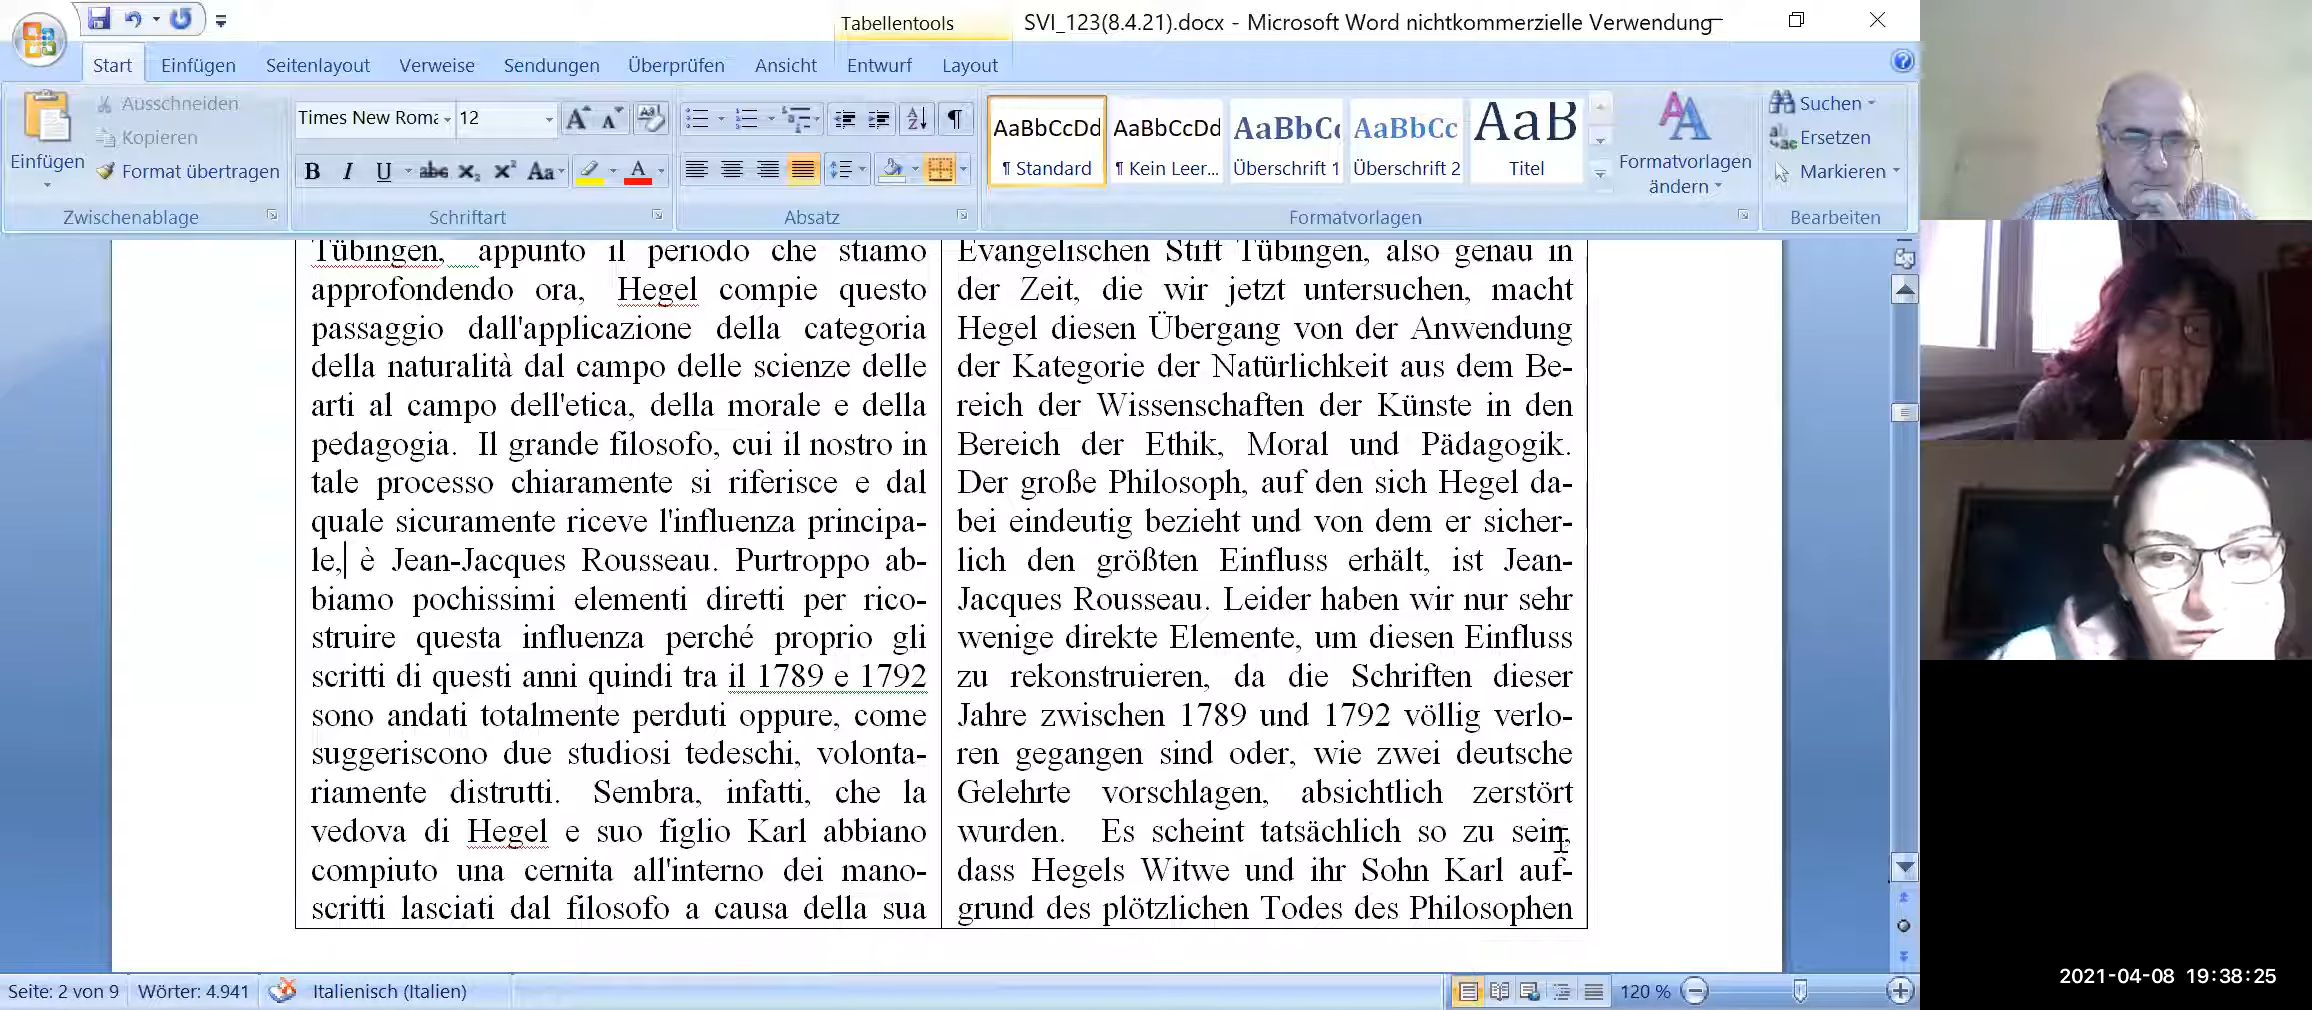 Tabellentools
SVI_123(8.4.21).docx - Microsoft Word nichtkommerzielle Verwendung
Start Einfügen Seitenlayout Verweise Sendungen Überprüfen Ansicht Entwurf Layout
Einfügen
Ausschneiden
Kopieren
Format übertragen
Zwischenablage
Times New Roma 12
Schriftart
Absatz
AaBbCcDd AaBbCcDd AaBbCc AaBbCc AaB
¶ Standard ¶ Kein Leer... Überschrift 1 Überschrift 2 Titel
Formatvorlagen
Formatvorlagen
ändern
Suchen
Ersetzen
Markieren
Bearbeiten
Tübingen, appunto il periodo che stiamo
approfondendo ora, Hegel compie questo
passaggio dall'applicazione della categoria
della naturalità dal campo delle scienze delle
arti al campo dell'etica, della morale e della
pedagogia. Il grande filosofo, cui il nostro in
tale processo chiaramente si riferisce e dal
quale sicuramente riceve l'influenza principa-
le, è Jean-Jacques Rousseau. Purtroppo ab-
biamo pochissimi elementi diretti per rico-
struire questa influenza perché proprio gli
scritti di questi anni quindi tra il 1789 e 1792
sono andati totalmente perduti oppure, come
suggeriscono due studiosi tedeschi, volonta-
riamente distrutti. Sembra, infatti, che la
vedova di Hegel e suo figlio Karl abbiano
compiuto una cernita all'interno dei mano-
scritti lasciati dal filosofo a causa della sua
Evangelischen Stift Tübingen, also genau in
der Zeit, die wir jetzt untersuchen, macht
Hegel diesen Übergang von der Anwendung
der Kategorie der Natürlichkeit aus dem Be-
reich der Wissenschaften der Künste in den
Bereich der Ethik, Moral und Pädagogik.
Der große Philosoph, auf den sich Hegel da-
bei eindeutig bezieht und von dem er sicher-
lich den größten Einfluss erhält, ist Jean-
Jacques Rousseau. Leider haben wir nur sehr
wenige direkte Elemente, um diesen Einfluss
zu rekonstruieren, da die Schriften dieser
Jahre zwischen 1789 und 1792 völlig verlo-
ren gegangen sind oder, wie zwei deutsche
Gelehrte vorschlagen, absichtlich zerstört
wurden. Es scheint tatsächlich so zu sein,
dass Hegels Witwe und ihr Sohn Karl auf-
grund des plötzlichen Todes des Philosophen
Seite: 2 von 9 Wörter: 4.941 Italienisch (Italien) 120 %
2021-04-08 19:38:25